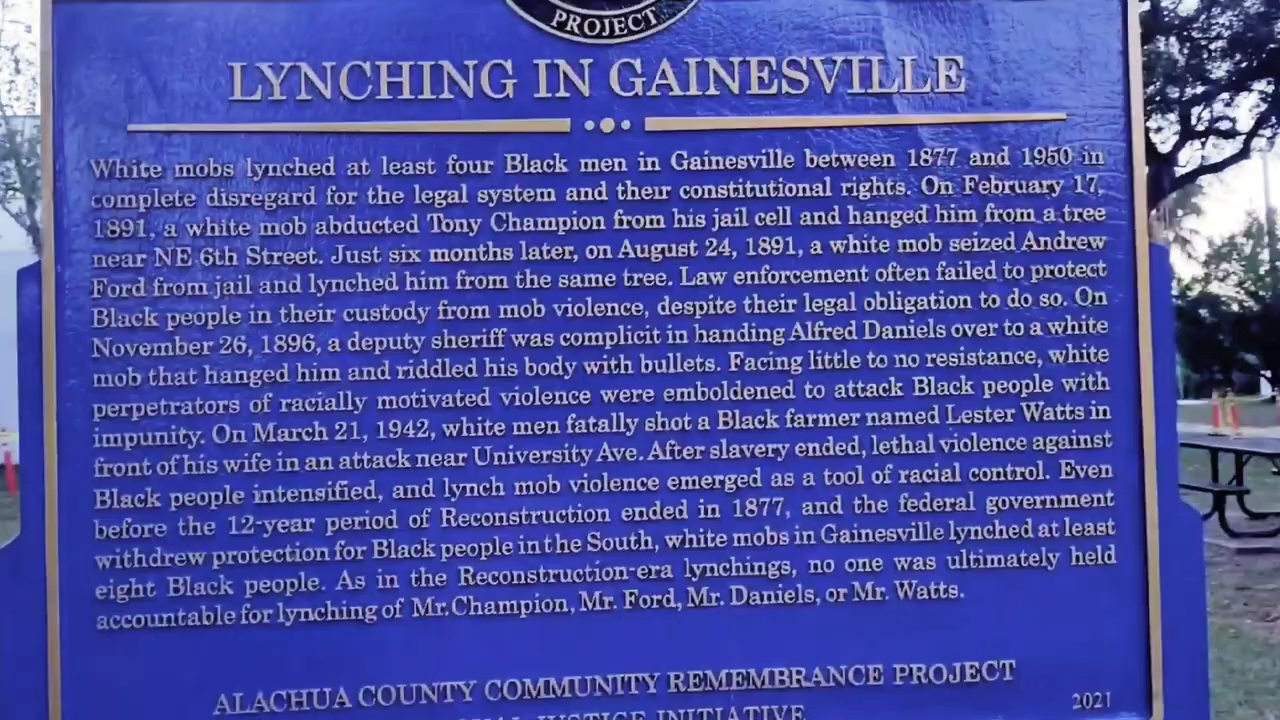 PROJECT
LYNCHING IN GAINESVILLE
White mobs lynched at least four Black men in Gainesville between 1877 and 1950 in
complete disregard for the legal system and their constitutional rights. On February 17,
1891, a white mob abducted Tony Champion from his jail cell and hanged him from a tree
near NE 6th Street. Just six months later, on August 24, 1891, a white mob seized Andrew
Ford from jail and lynched him from the same tree. Law enforcement often failed to protect
Black people in their custody from mob violence, despite their legal obligation to do so. On
November 26, 1896, a deputy sheriff was complicit in handing Alfred Daniels over to a white
mob that hanged him and riddled his body with bullets. Facing little to no resistance, white
perpetrators of racially motivated violence were emboldened to attack Black people with
impunity. On March 21, 1942, white men fatally shot a Black farmer named Lester Watts in
front of his wife in an attack near University Ave. After slavery ended, lethal violence against
Black people intensified, and lynch mob violence emerged as a tool of racial control. Even
before the 12-year period of Reconstruction ended in 1877, and the federal government
withdrew protection for Black people in the South, white mobs in Gainesville lynched at least
eight Black people. As in the Reconstruction-era lynchings, no one was ultimately held
accountable for lynching of Mr. Champion, Mr. Ford, Mr. Daniels, or Mr. Watts.
ALACHUA COUNTY COMMUNITY REMEMBRANCE PROJECT
JUSTICE INITIATIVE
2021